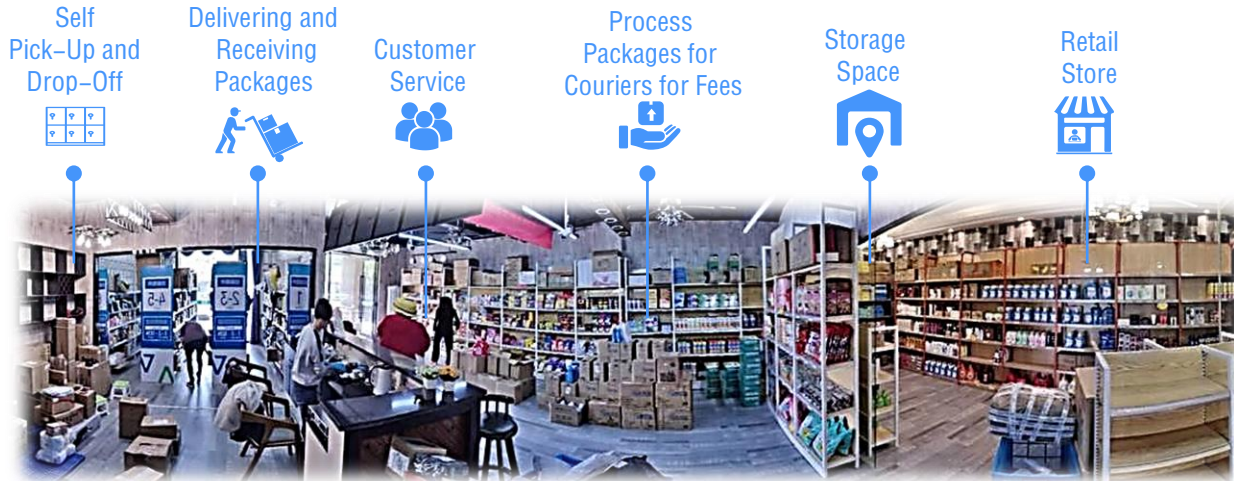 Self
Pick–Up and
Drop–Off
Delivering and
Receiving
Packages
Customer
Service
Process
Packages for
Couriers for Fees
Storage
Space
Retail
Store
4-5
2-3
1